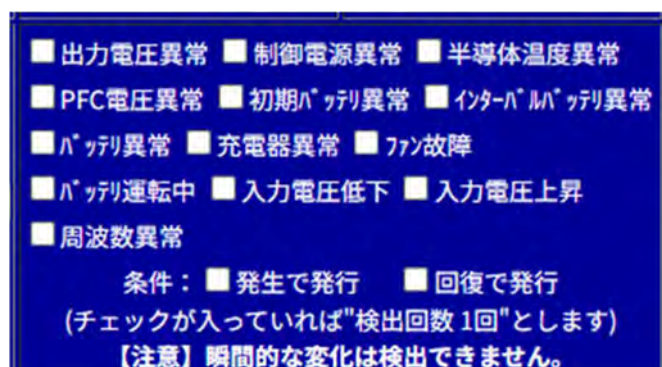 出力電圧異常 制御電源異常 半導体温度異常
PFC電圧異常 初期ﾊﾞｯﾃﾘ異常 ｲﾝﾀｰﾊﾞﾙﾊﾞｯﾃﾘ異常
ﾊﾞｯﾃﾘ異常 充電器異常 ﾌｧﾝ故障
ﾊﾞｯﾃﾘ運転中 入力電圧低下 入力電圧上昇
周波数異常
条件： 発生で発行 回復で発行
(チェックが入っていれば"検出回数 1回"とします)
【注意】瞬間的な変化は検出できません。